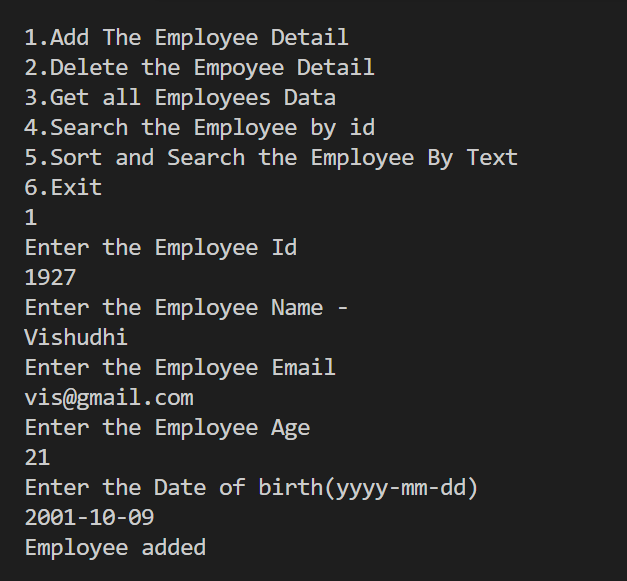 1.Add The Employee Detail
2.Delete the Empoyee Detail
3.Get all Employees Data
4.Search the Employee by id
5.Sort and Search the Employee By Text
6.Exit
1
Enter the Employee Id
1927
Enter the Employee Name -
Vishudhi
Enter the Employee Email
vis@gmail.com
Enter the Employee Age
21
Enter the Date of birth(yyyy-mm-dd)
2001-10-09
Employee added